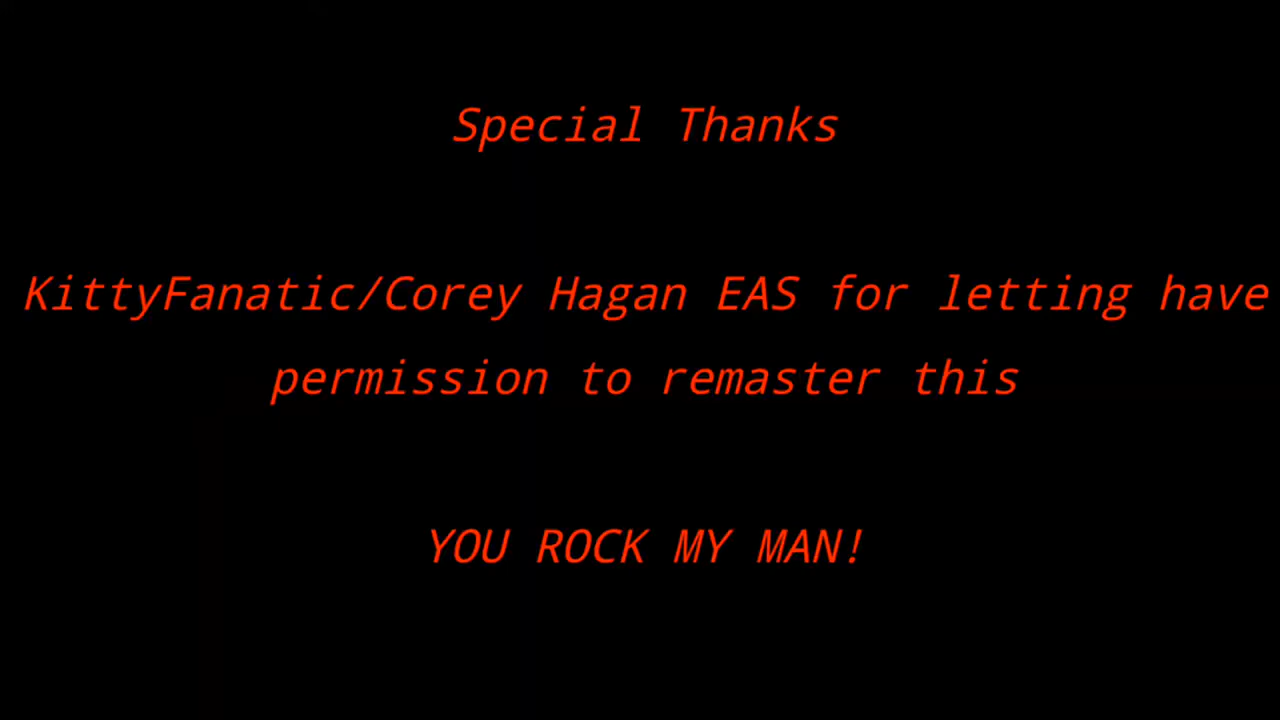 Special Thanks
KittyFanatic/Corey Hagan EAS for letting have
permission to remaster this
YOU ROCK MY MAN!